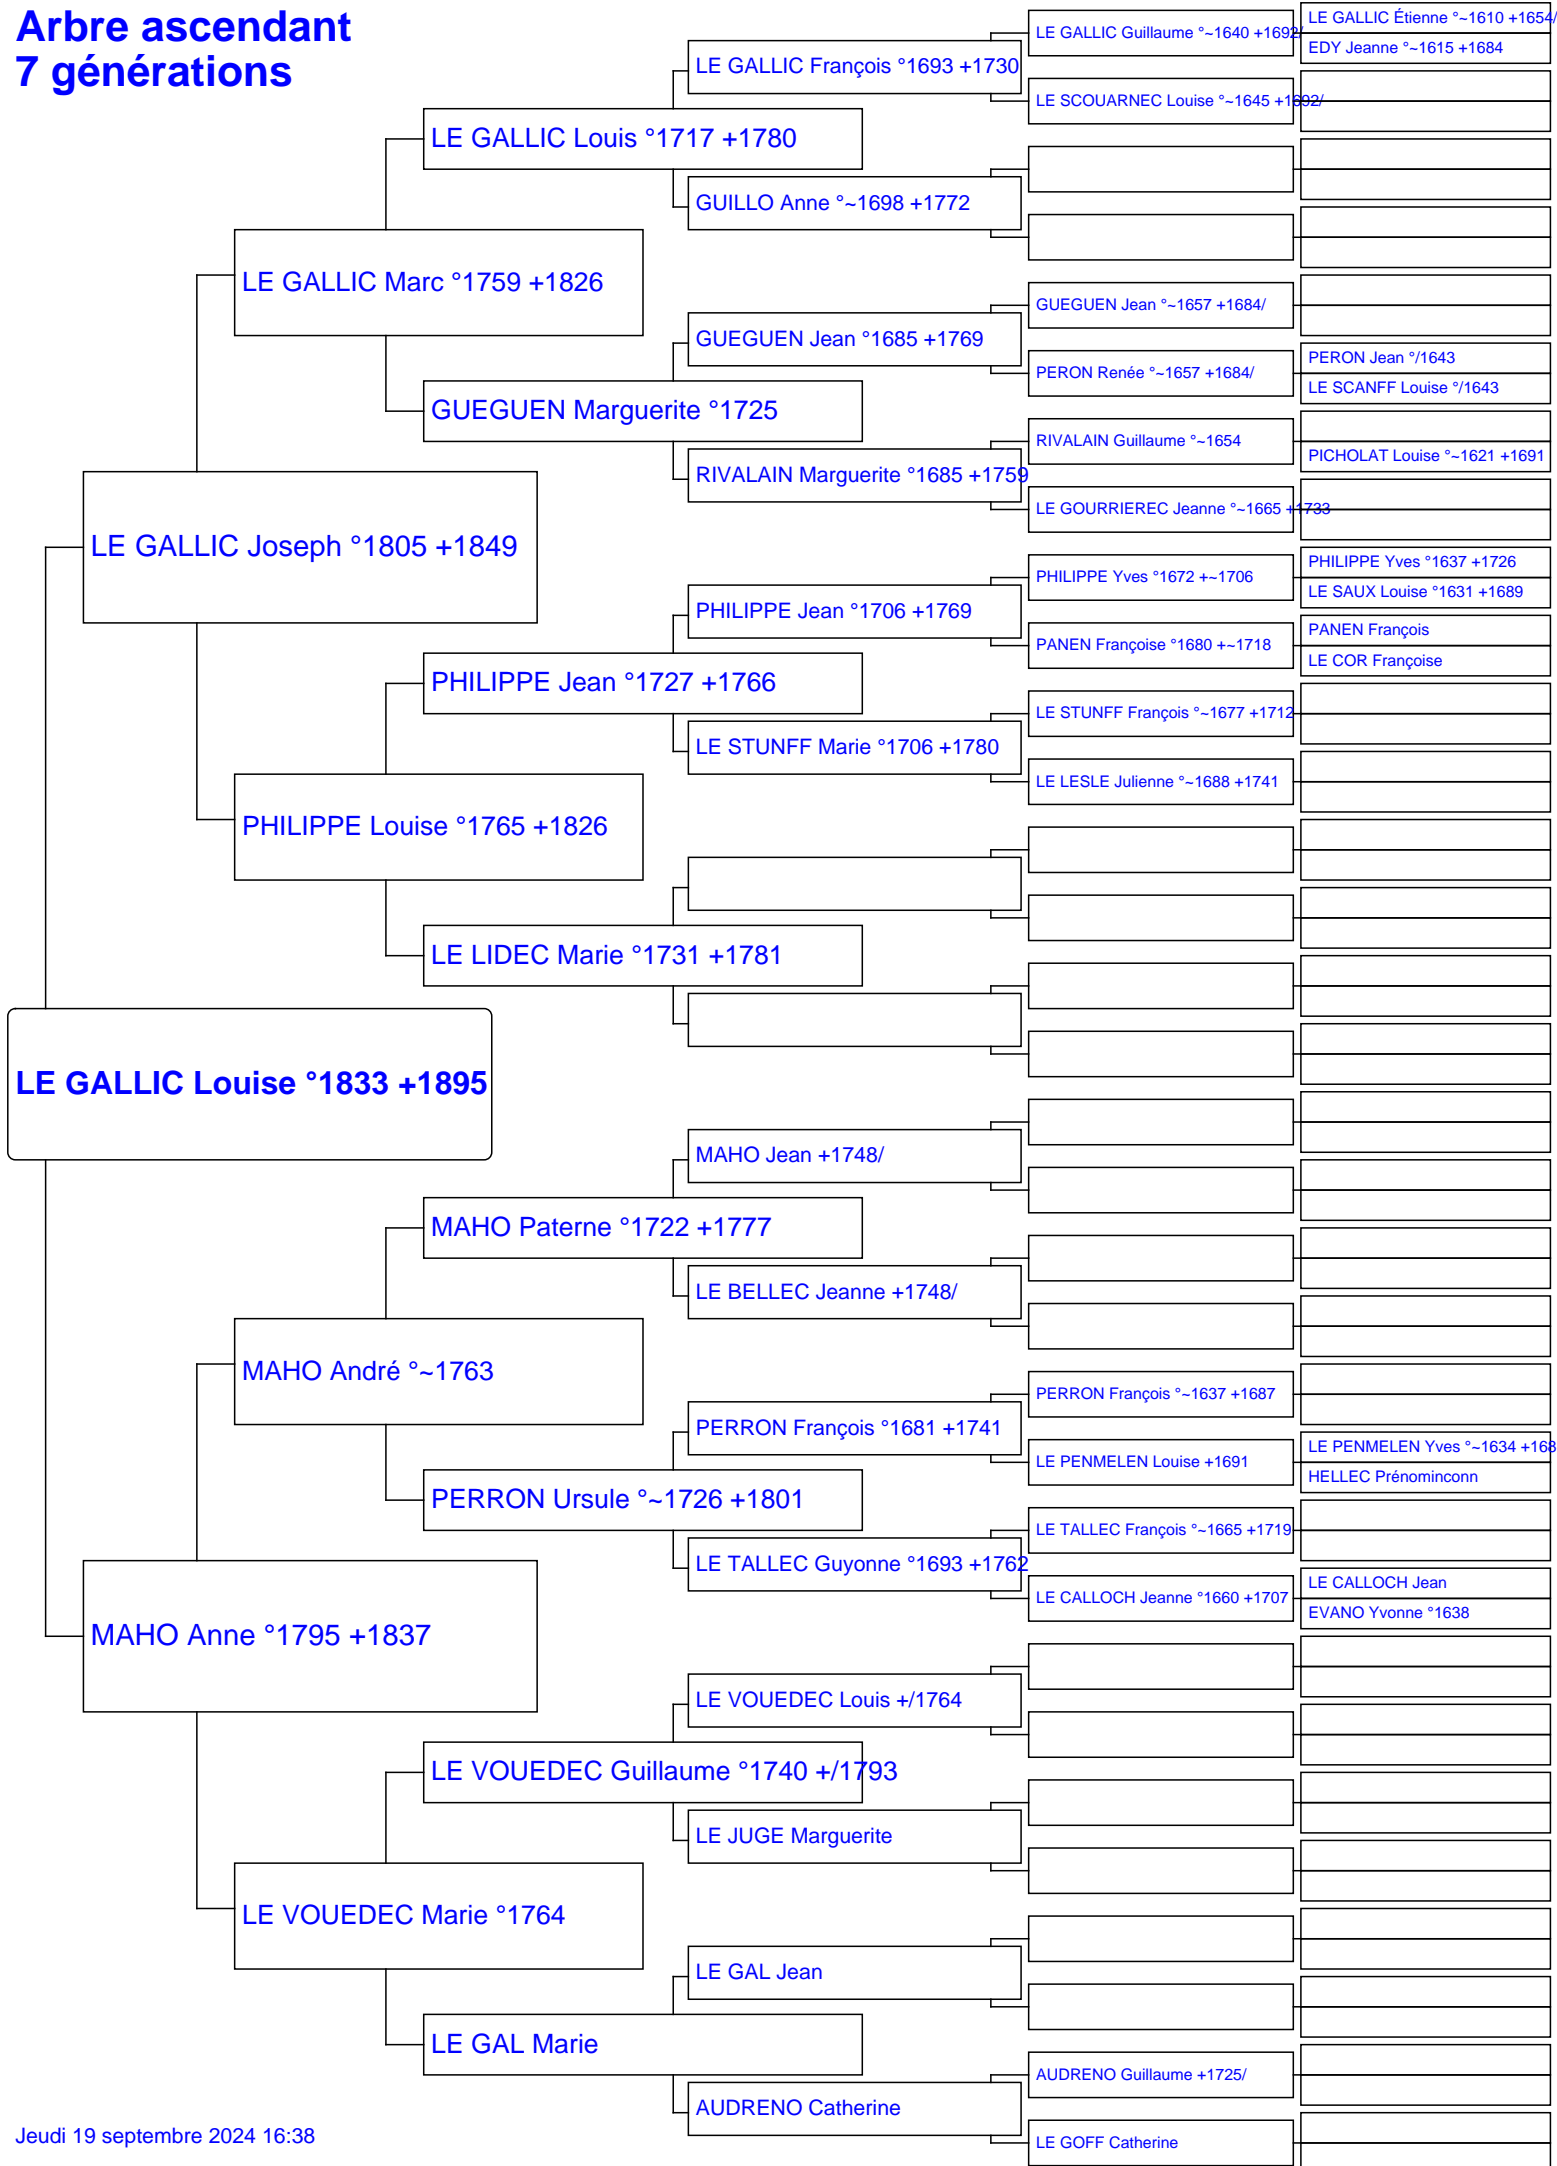 Arbre ascendant
7 générations
LE GALLIC Louise °1833 +1895
LE GALLIC Joseph °1805 +1849
MAHO Anne °1795 +1837
LE GALLIC Marc °1759 +1826
PHILIPPE Louise °1765 +1826
MAHO André °~1763
LE VOUEDEC Marie °1764
LE GALLIC Louis °1717 +1780
GUEGUEN Marguerite °1725
PHILIPPE Jean °1727 +1766
LE LIDEC Marie °1731 +1781
MAHO Paterne °1722 +1777
PERRON Ursule °~1726 +1801
LE VOUEDEC Guillaume °1740 +/1793
LE GAL Marie
LE GALLIC François °1693 +1730
GUILLO Anne °~1698 +1772
GUEGUEN Jean °1685 +1769
RIVALAIN Marguerite °1685 +1759
PHILIPPE Jean °1706 +1769
LE STUNFF Marie °1706 +1780
MAHO Jean +1748/
LE BELLEC Jeanne +1748/
PERRON François °1681 +1741
LE TALLEC Guyonne °1693 +1762
LE VOUEDEC Louis +/1764
LE JUGE Marguerite
LE GAL Jean
AUDRENO Catherine
LE GALLIC Guillaume °~1640 +1692/
LE SCOUARNEC Louise °~1645 +1692/
GUEGUEN Jean °~1657 +1684/
PERON Renée °~1657 +1684/
RIVALAIN Guillaume °~1654
LE GOURRIEREC Jeanne °~1665 +1733
PHILIPPE Yves °1672 +~1706
PANEN Françoise °1680 +~1718
LE STUNFF François °~1677 +1712
LE LESLE Julienne °~1688 +1741
PERRON François °~1637 +1687
LE PENMELEN Louise +1691
LE TALLEC François °~1665 +1719
LE CALLOCH Jeanne °1660 +1707
AUDRENO Guillaume +1725/
LE GOFF Catherine
LE GALLIC Étienne °~1610 +1654/
EDY Jeanne °~1615 +1684
PERON Jean °/1643
LE SCANFF Louise °/1643
PICHOLAT Louise °~1621 +1691
PHILIPPE Yves °1637 +1726
LE SAUX Louise °1631 +1689
PANEN François
LE COR Françoise
LE PENMELEN Yves °~1634 +168
HELLEC Prénominconn
LE CALLOCH Jean
EVANO Yvonne °1638
Jeudi 19 septembre 2024 16:38